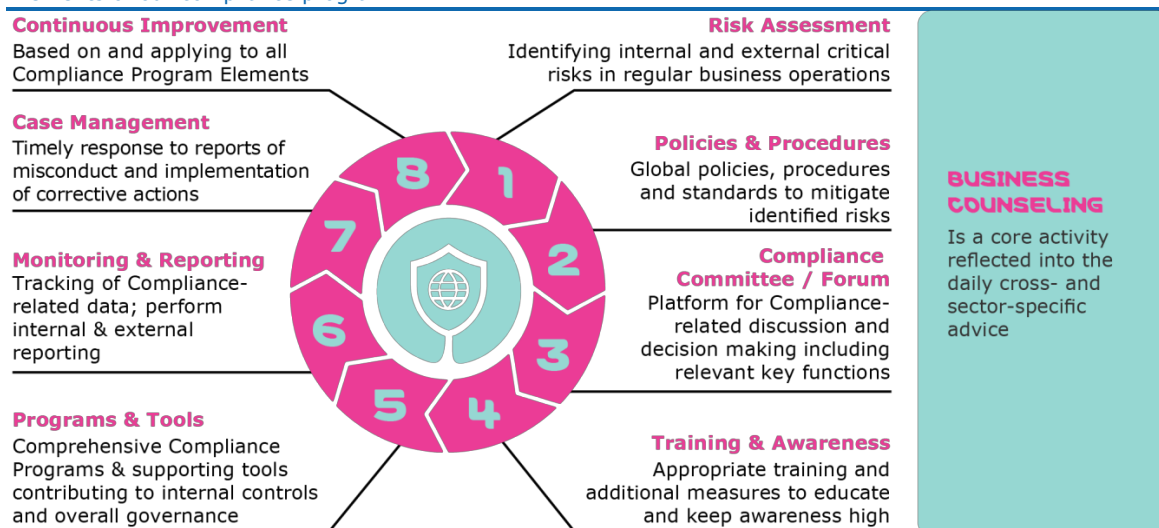 Continuous Improvement
Based on and applying to all
Compliance Program Elements
Case Management
Timely response to reports of
misconduct and implementation
of corrective actions
Monitoring & Reporting
Tracking of Compliance-
related data; perform
internal & external
reporting
Programs & Tools
Comprehensive Compliance
Programs & supporting tools
contributing to internal controls
and overall governance
8
1
7
2
6
3
5
4
Risk Assessment
Identifying internal and external critical
risks in regular business operations
Policies & Procedures
Global policies, procedures
and standards to mitigate
identified risks
Compliance
Committee / Forum
Platform for Compliance-
related discussion and
decision making including
relevant key functions
Training & Awareness
Appropriate training and
additional measures to educate
and keep awareness high
BUSINESS
COUNSELING
Is a core activity
reflected into the
daily cross- and
sector-specific
advice